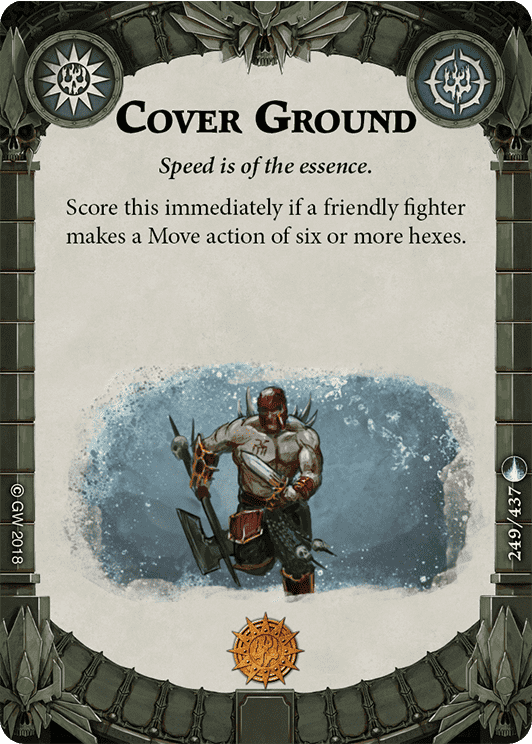 Cover Ground
Speed is of the essence.
Score this immediately if a friendly fighter
makes a Move action of six or more hexes.
© GW 2018
249/437